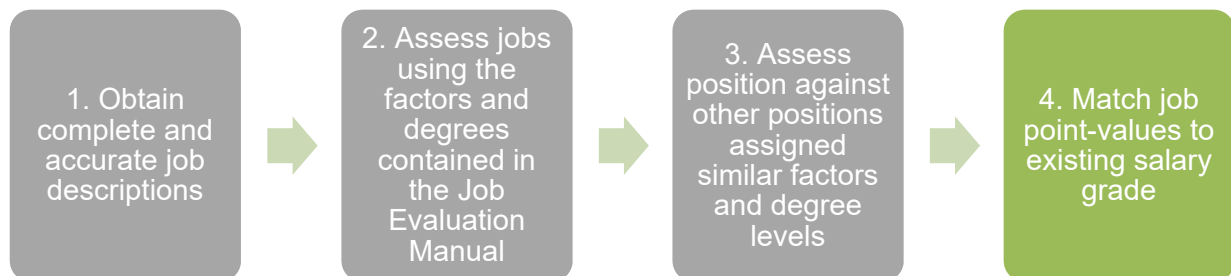 1. Obtain
complete and
accurate job
descriptions
2. Assess jobs
using the
factors and
degrees
contained in
the Job
Evaluation
Manual
3. Assess
position against
other positions
assigned
similar factors
and degree
levels
4. Match job
point-values to
existing salary
grade